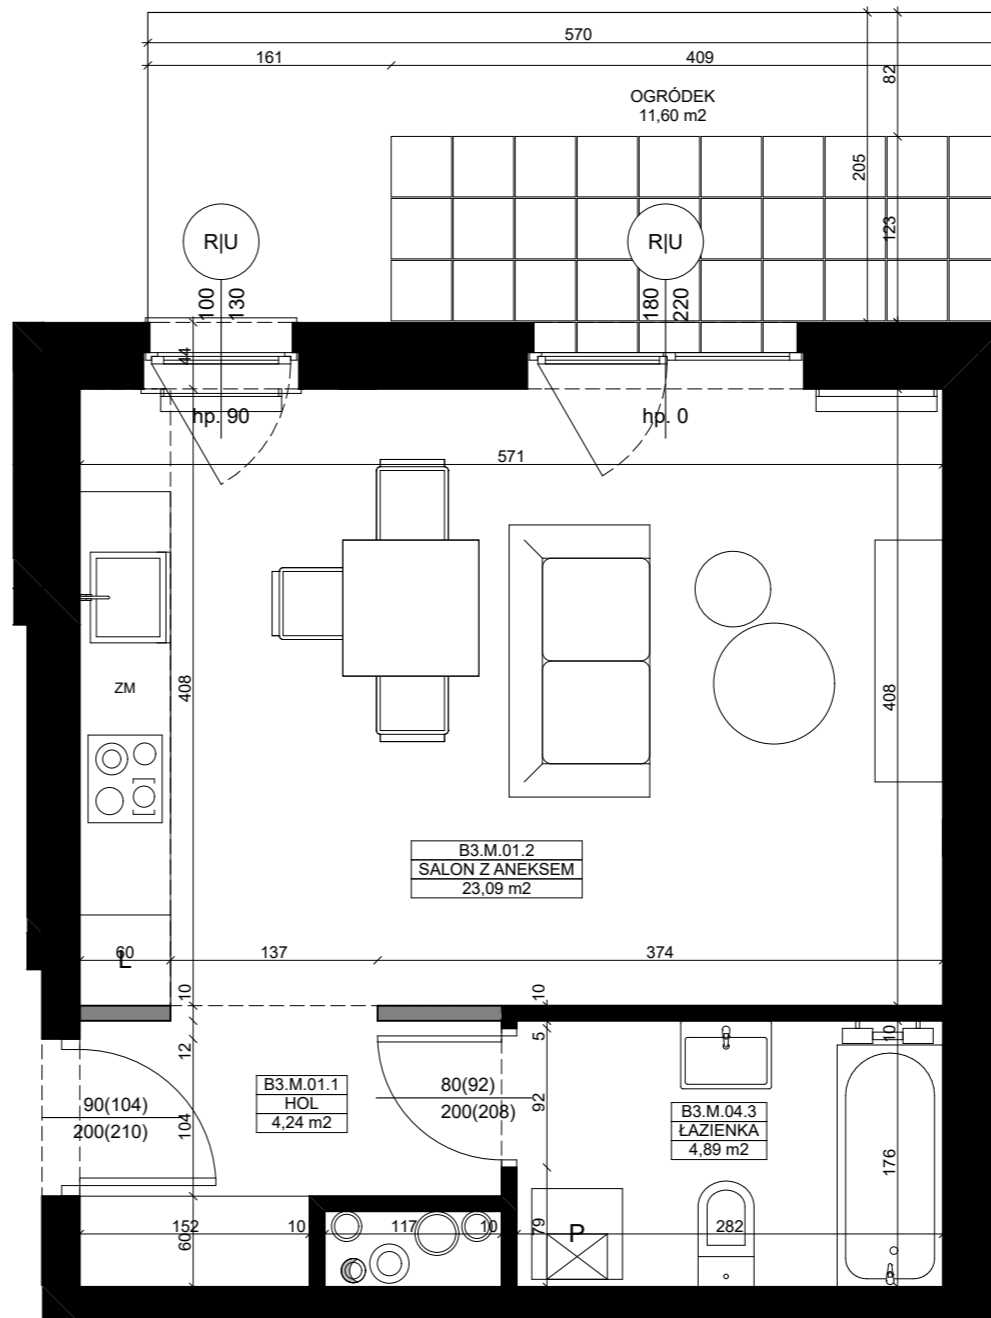 570
161
409
82
OGRÓDEK
11,60 m2
205
123
R|U
R|U
100
130
180
220
44
hp. 90
hp. 0
571
408
ZM
408
B3.M.01.2
SALON Z ANEKSEM
23,09 m2
60
137
374
L
10
10
12
5
10
B3.M.01.1
HOL
4,24 m2
90(104)
200(210)
104
80(92)
200(208)
92
B3.M.04.3
ŁAZIENKA
4,89 m2
176
152
10
117
10
282
60
79
P